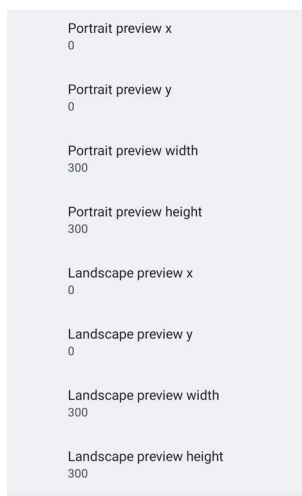 Portrait preview x
0
Portrait preview y
0
Portrait preview width
300
Portrait preview height
300
Landscape preview x
0
Landscape preview y
0
Landscape preview width
300
Landscape preview height
300